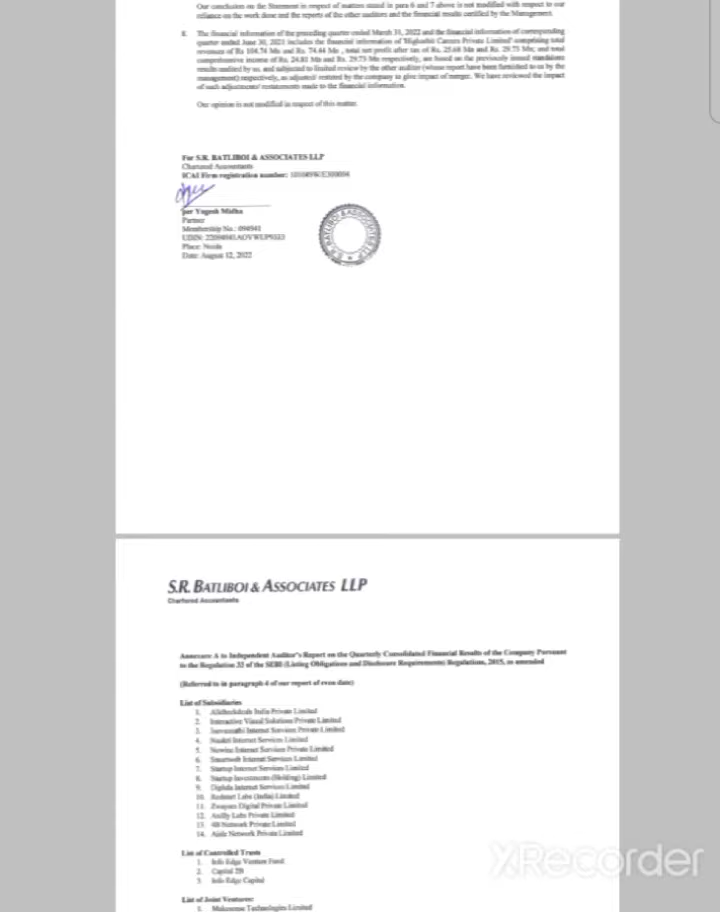 Our conclusion on the Statement in respect of matters stated in para 6 and 7 above is not modified with respect to our
reliance on the work done and the reports of the other auditors and the financial results certified by the Management.
8. The financial information of the preceding quarter ended March 31, 2022 and the financial information of corresponding
quarter ended June 30, 2021 includes the financial information of 'Highorbit Careers Private Limited' comprising total
revenues of Rs 104.74 Mn and Rs. 74.44 Mn, total net profit after tax of Rs. 25.68 Mn and Rs. 29.73 Mn; and total
comprehensive income of Rs. 24.81 Mn and Rs. 29.73 Mn respectively, are based on the previously issued standalone
results audited by us, and subjected to limited review by the other auditor (whose report have been furnished to us by the
management) respectively, as adjusted/ restated by the company to give impact of merger. We have reviewed the impact
of such adjustments/ restatements made to the financial information.
Our opinion is not modified in respect of this matter.
For S.R. BATLIBOI & ASSOCIATES LLP
Chartered Accountants
ICAI Firm registration number:
per Yogesh Midha
Partner
Membership No.: 094941
UDIN:
Place: Noida
Date: August 12, 2022
S.R. BATLIBOI & ASSOCIATES LLP
S.R. BATLIBOI & ASSOCIATES LLP
Chartered Accountants
Annexure A to Independent Auditor's Report on the Quarterly Consolidated Financial Results of the Company Pursuant
to the Regulation 33 of the SEBI (Listing Obligations and Disclosure Requirements) Regulations, 2015, as amended
(Referred to in paragraph 4 of our report of even date)
List of Subsidiaries
1. Allcheckdeals India Private Limited
2. Interactive Visual Solutions Private Limited
3. Jeevansathi Internet Services Private Limited
4. Naukri Internet Services Limited
5. Newinc Internet Services Private Limited
6. Smartweb Internet Services Limited
7. Startup Internet Services Limited
8. Startup Investments (Holding) Limited
9. Diphda Internet Services Limited
10. Redstart Labs (India) Limited
11. Zwayam Digital Private Limited
12. Axilly Labs Private Limited
13. 4B Network Private Limited
14. Aisle Network Private Limited
List of Controlled Trusts
1. Info Edge Venture Fund
2. Capital 2B
3. Info Edge Capital
List of Joint Ventures:
1. Makesense Technologies Limited
XRecorder